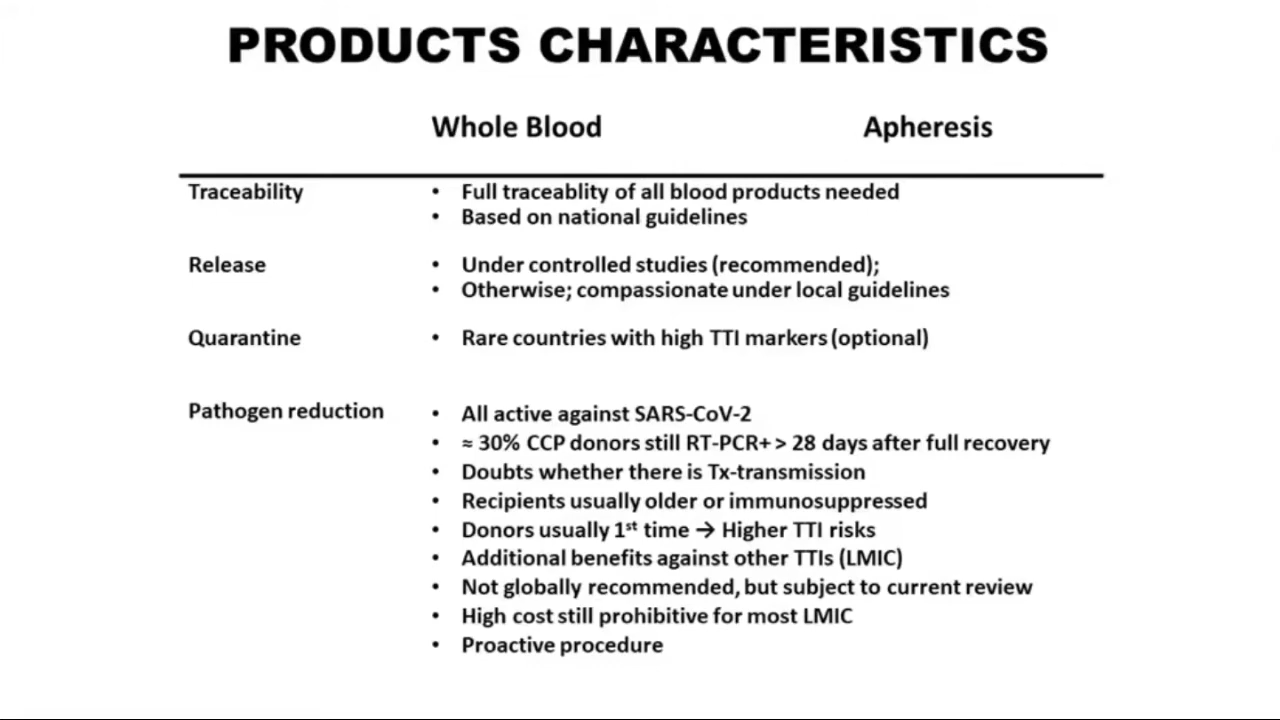 PRODUCTS CHARACTERISTICS
Whole Blood Apheresis
Traceability • Full traceablity of all blood products needed
• Based on national guidelines
Release • Under controlled studies (recommended);
• Otherwise; compassionate under local guidelines
Quarantine • Rare countries with high TTI markers (optional)
Pathogen reduction • All active against SARS-CoV-2
• ≈ 30% CCP donors still RT-PCR+ > 28 days after full recovery
• Doubts whether there is Tx-transmission
• Recipients usually older or immunosuppressed
• Donors usually 1st time → Higher TTI risks
• Additional benefits against other TTIs (LMIC)
• Not globally recommended, but subject to current review
• High cost still prohibitive for most LMIC
• Proactive procedure